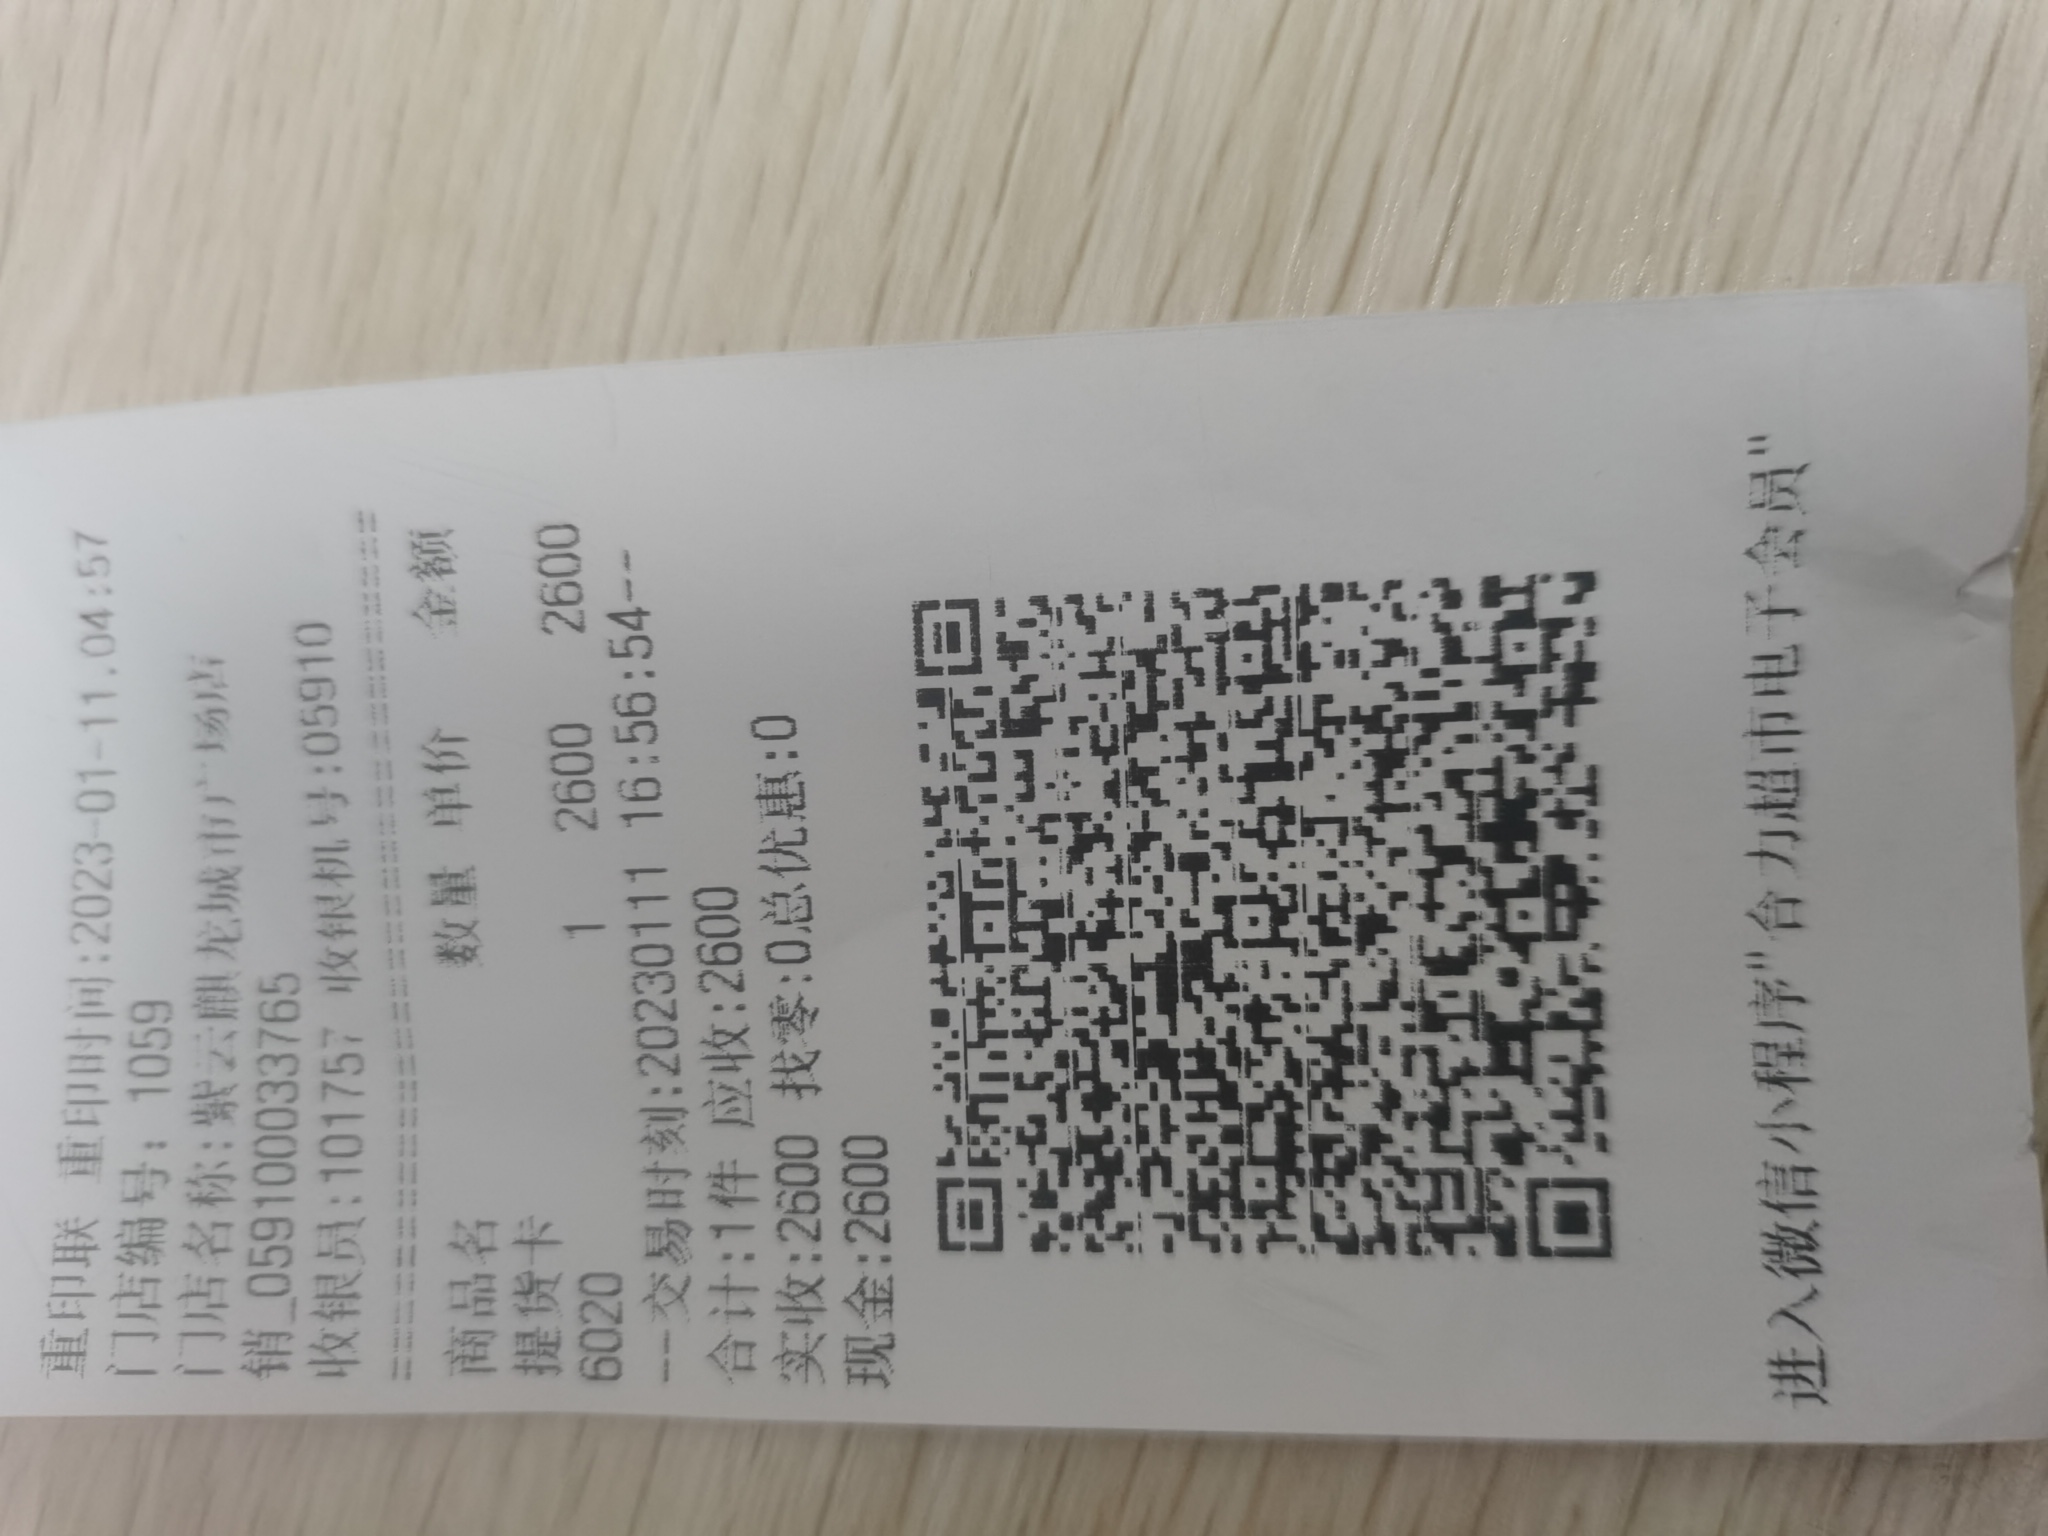 重印联 重印时间:2023-01-11.04:57
门店编号: 1059
门店名称:紫云麒龙城市广场店
销_0591000033765
收银员:101757 收银机号:05910
========================================
商品名 数量 单价 金额
提货卡
6020 1 2600 2600
---交易时刻:20230111 16:56:54---
合计:1件 应收:2600
实收:2600 找零:0总优惠:0
现金:2600
进入微信小程序"合力超市电子会员"